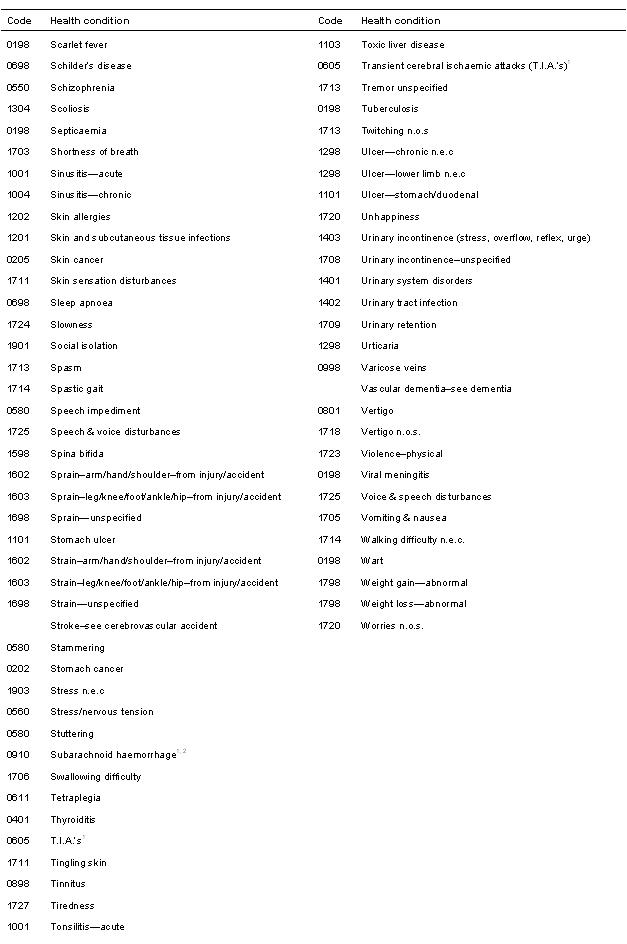 Code Health condition
0198 Scarlet fever
0698 Schilder's disease
0550 Schizophrenia
1304 Scoliosis
0198 Septicaemia
1703 Shortness of breath
1001 Sinusitis—acute
1004 Sinusitis—chronic
1202 Skin allergies
1201 Skin and subcutaneous tissue infections
0205 Skin cancer
1711 Skin sensation disturbances
0698 Sleep apnoea
1724 Slowness
1901 Social isolation
1713 Spasm
1714 Spastic gait
0580 Speech impediment
1725 Speech & voice disturbances
1598 Spina bifida
1602 Sprain–arm/hand/shoulder–from injury/accident
1603 Sprain–leg/knee/foot/ankle/hip–from injury/accident
1698 Sprain—unspecified
1101 Stomach ulcer
1602 Strain–arm/hand/shoulder–from injury/accident
1603 Strain–leg/knee/foot/ankle/hip–from injury/accident
1698 Strain—unspecified
Stroke–see cerebrovascular accident
0580 Stammering
0202 Stomach cancer
1903 Stress n.e.c
0560 Stress/nervous tension
0580 Stuttering
0910 Subarachnoid haemorrhage1, 2
1706 Swallowing difficulty
0611 Tetraplegia
0401 Thyroiditis
0605 T.I.A.'s1
1711 Tingling skin
0898 Tinnitus
1727 Tiredness
1001 Tonsilitis—acute
Code Health condition
1103 Toxic liver disease
0605 Transient cerebral ischaemic attacks (T.I.A.'s)1
1713 Tremor unspecified
0198 Tuberculosis
1713 Twitching n.o.s
1298 Ulcer—chronic n.e.c
1298 Ulcer—lower limb n.e.c
1101 Ulcer—stomach/duodenal
1720 Unhappiness
1403 Urinary incontinence (stress, overflow, reflex, urge)
1708 Urinary incontinence–unspecified
1401 Urinary system disorders
1402 Urinary tract infection
1709 Urinary retention
1298 Urticaria
0998 Varicose veins
Vascular dementia–see dementia
0801 Vertigo
1718 Vertigo n.o.s.
1723 Violence–physical
0198 Viral meningitis
1725 Voice & speech disturbances
1705 Vomiting & nausea
1714 Walking difficulty n.e.c.
0198 Wart
1798 Weight gain—abnormal
1798 Weight loss—abnormal
1720 Worries n.o.s.